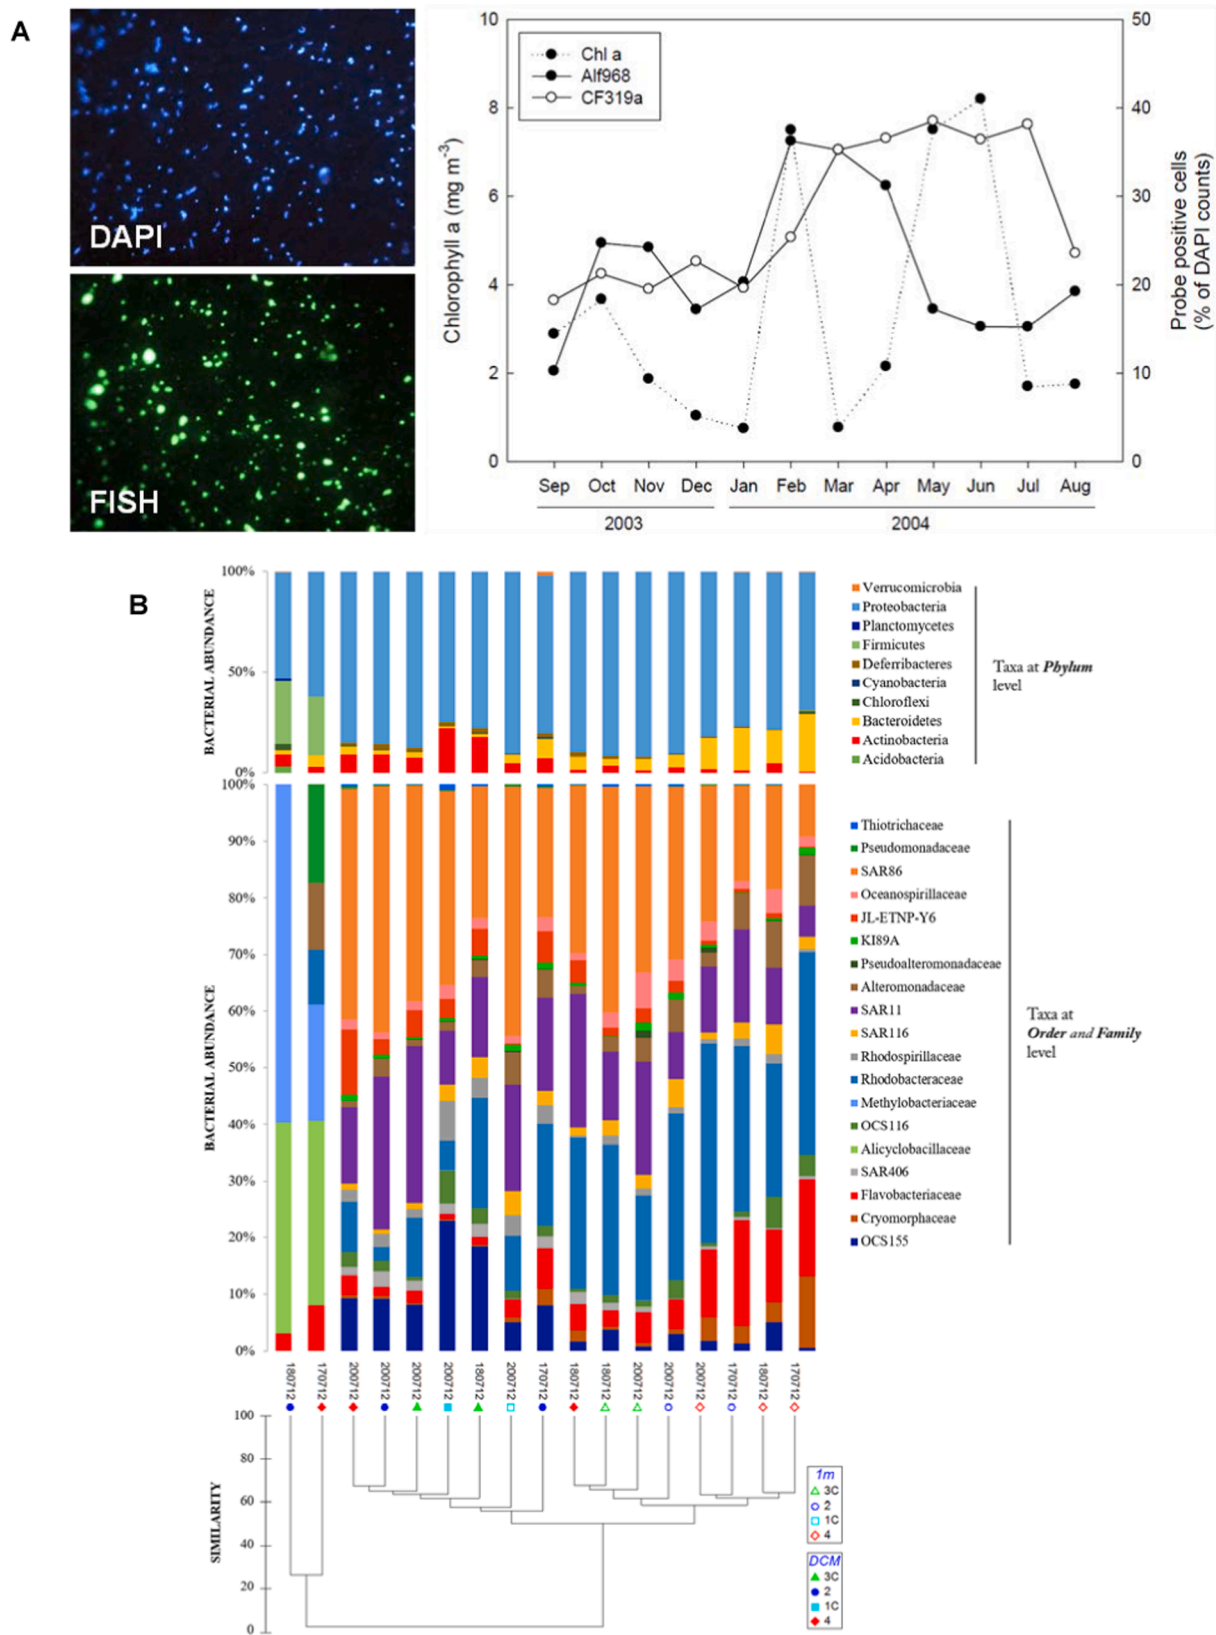 A
DAPI
FISH
Chl a
Alf968
CF319a
Chlorophyll a (mg m-3)
10
8
6
4
2
0
50
40
30
20
10
0
Probe positive cells
(% of DAPI counts)
Sep Oct Nov Dec Jan Feb Mar Apr May Jun Jul Aug
2003 2004
B
BACTERIAL ABUNDANCE
100%
50%
0%
Verrucomicrobia
Proteobacteria
Planctomycetes
Firmicutes
Deferribacteres
Cyanobacteria
Chloroflexi
Bacteroidetes
Actinobacteria
Acidobacteria
Taxa at Phylum
level
BACTERIAL ABUNDANCE
100%
90%
80%
70%
60%
50%
40%
30%
20%
10%
0%
Thiotrichaceae
Pseudomonadaceae
SAR86
Oceanospirillaceae
JL-ETNP-Y6
KI89A
Pseudoalteromonadaceae
Alteromonadaceae
SAR11
SAR116
Rhodospirillaceae
Rhodobacteraceae
Methylobacteriaceae
OCS116
Alicyclobacillaceae
SAR406
Flavobacteriaceae
Cryomorphaceae
OCS155
Taxa at
Order and Family
level
180712 170712 200712 200712 200712 200712 180712 200712 170712 180712 180712 200712 200712 200712 170712 180712 170712
SIMILARITY
100
80
60
40
20
0
1m
3C
2
1C
4
DCM
3C
2
1C
4